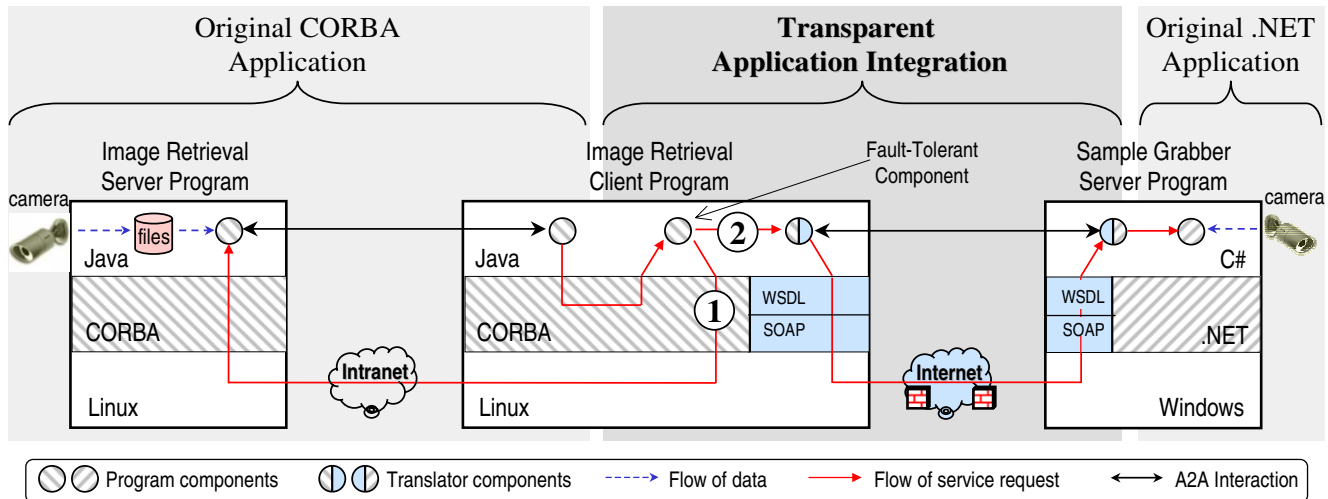 Original CORBA
Application
Transparent
Application Integration
Original .NET
Application
Image Retrieval
Server Program
Image Retrieval
Client Program
Fault-Tolerant
Component
Sample Grabber
Server Program
camera
camera
files
2
Java
Java
C#
1
WSDL
WSDL
CORBA
CORBA
SOAP
SOAP
.NET
Intranet
Internet
Linux
Linux
Windows
Program components
Translator components
Flow of data
Flow of service request
A2A Interaction